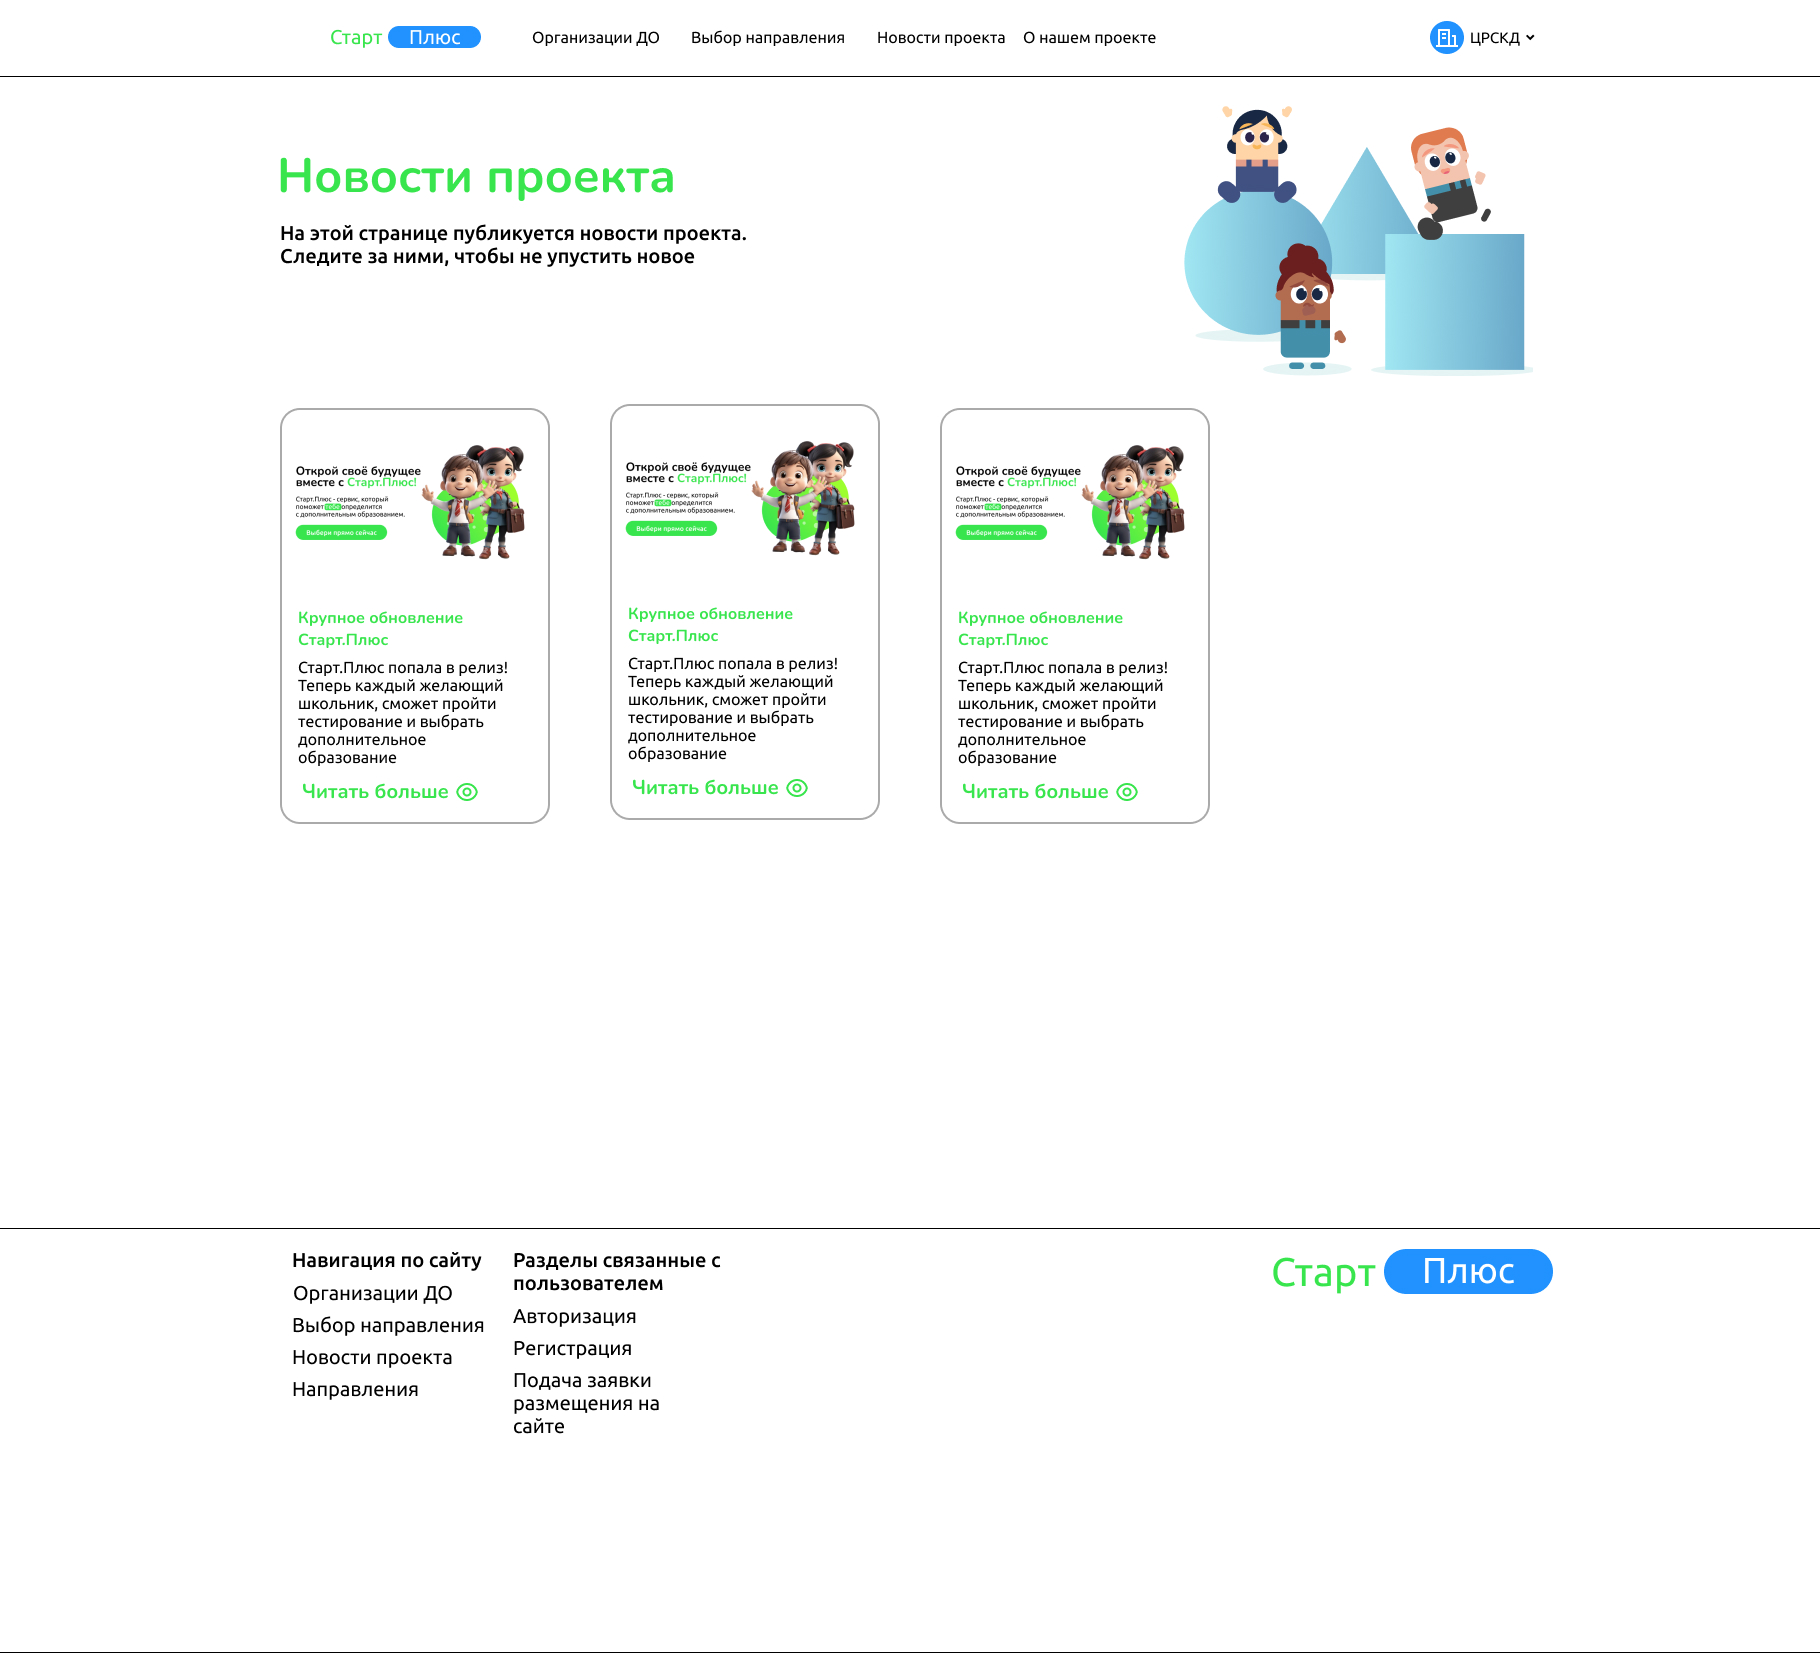 Старт Плюс Организации ДО Выбор направления Новости проекта О нашем проекте ЦРСКД
Новости проекта
На этой странице публикуется новости проекта.
Следите за ними, чтобы не упустить новое
Открой своё будущее
вместе с Старт.Плюс!
Старт.Плюс - сервис, который
поможет тебе определится
с дополнительным образованием.
Выбери прямо сейчас
Крупное обновление
Старт.Плюс
Старт.Плюс попала в релиз!
Теперь каждый желающий
школьник, сможет пройти
тестирование и выбрать
дополнительное
образование
Читать больше
Открой своё будущее
вместе с Старт.Плюс!
Старт.Плюс - сервис, который
поможет тебе определится
с дополнительным образованием.
Выбери прямо сейчас
Крупное обновление
Старт.Плюс
Старт.Плюс попала в релиз!
Теперь каждый желающий
школьник, сможет пройти
тестирование и выбрать
дополнительное
образование
Читать больше
Открой своё будущее
вместе с Старт.Плюс!
Старт.Плюс - сервис, который
поможет тебе определится
с дополнительным образованием.
Выбери прямо сейчас
Крупное обновление
Старт.Плюс
Старт.Плюс попала в релиз!
Теперь каждый желающий
школьник, сможет пройти
тестирование и выбрать
дополнительное
образование
Читать больше
Навигация по сайту
Организации ДО
Выбор направления
Новости проекта
Направления
Разделы связанные с
пользователем
Авторизация
Регистрация
Подача заявки
размещения на
сайте
Старт Плюс